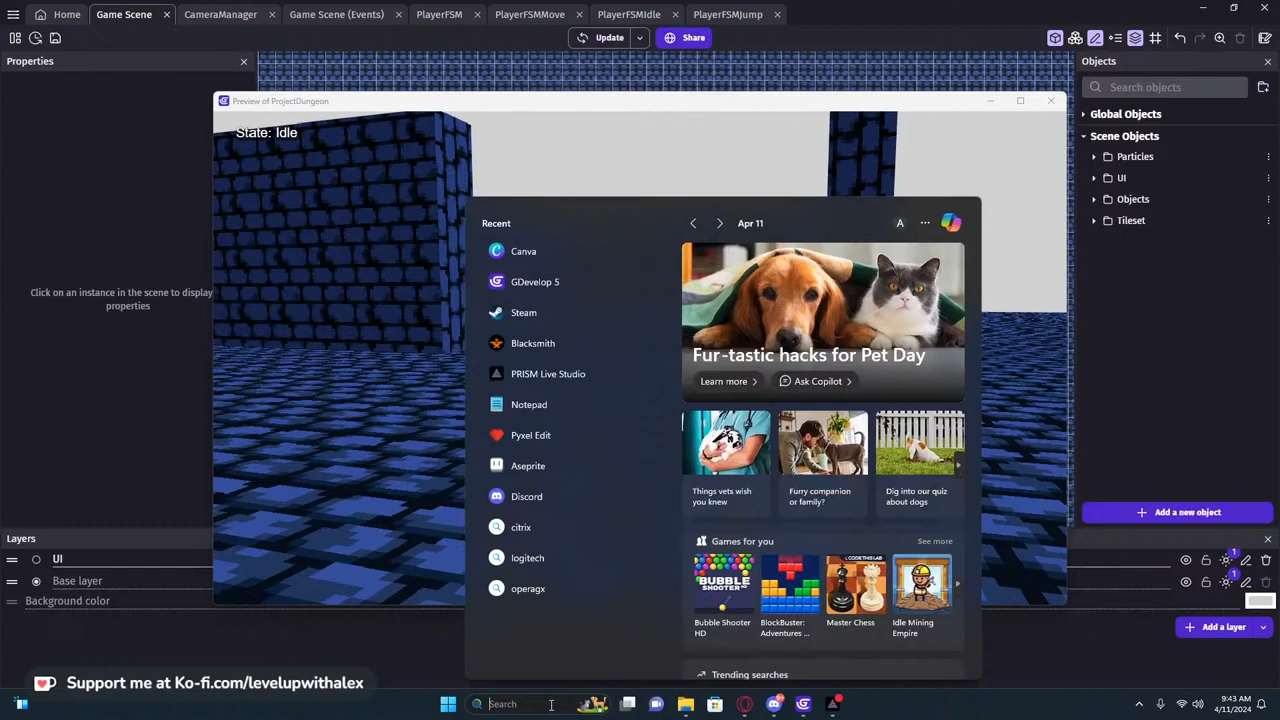 Home
Game Scene
CameraManager
Game Scene (Events)
PlayerFSM
PlayerFSMMove
PlayerFSMIdle
PlayerFSMJump
Update
Share
Properties
Objects
Search objects
Global Objects
Scene Objects
Particles
UI
Objects
Tileset
Click on an instance in the scene to display
properties
Preview of ProjectDungeon
State: Idle
Recent
Canva
GDevelop 5
Steam
Blacksmith
PRISM Live Studio
Notepad
Pyxel Edit
Aseprite
Discord
citrix
logitech
operagx
Apr 11
A
Fur-tastic hacks for Pet Day
Learn more
Ask Copilot
Things vets wish
you knew
Furry companion
or family?
Dig into our quiz
about dogs
Games for you
See more
BUBBLE
SHOOTER
CODETHISLAB
Bubble Shooter
HD
BlockBuster:
Adventures ...
Master Chess
Idle Mining
Empire
Trending searches
Add a new object
Layers
UI
Base layer
Background color
1
1
Add a layer
Support me at Ko-fi.com/levelupwithalex
Search
9+
9:43 AM
4/11/2024